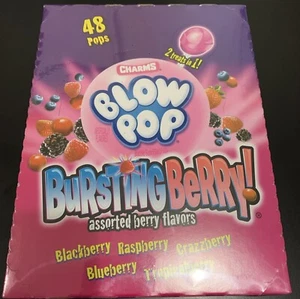 48
POPS
2 treats in 1!
CHARMS
BLOW
POP
BURSTING BERRY!
assorted berry flavors
Blackberry Raspberry Crazzberry
Blueberry